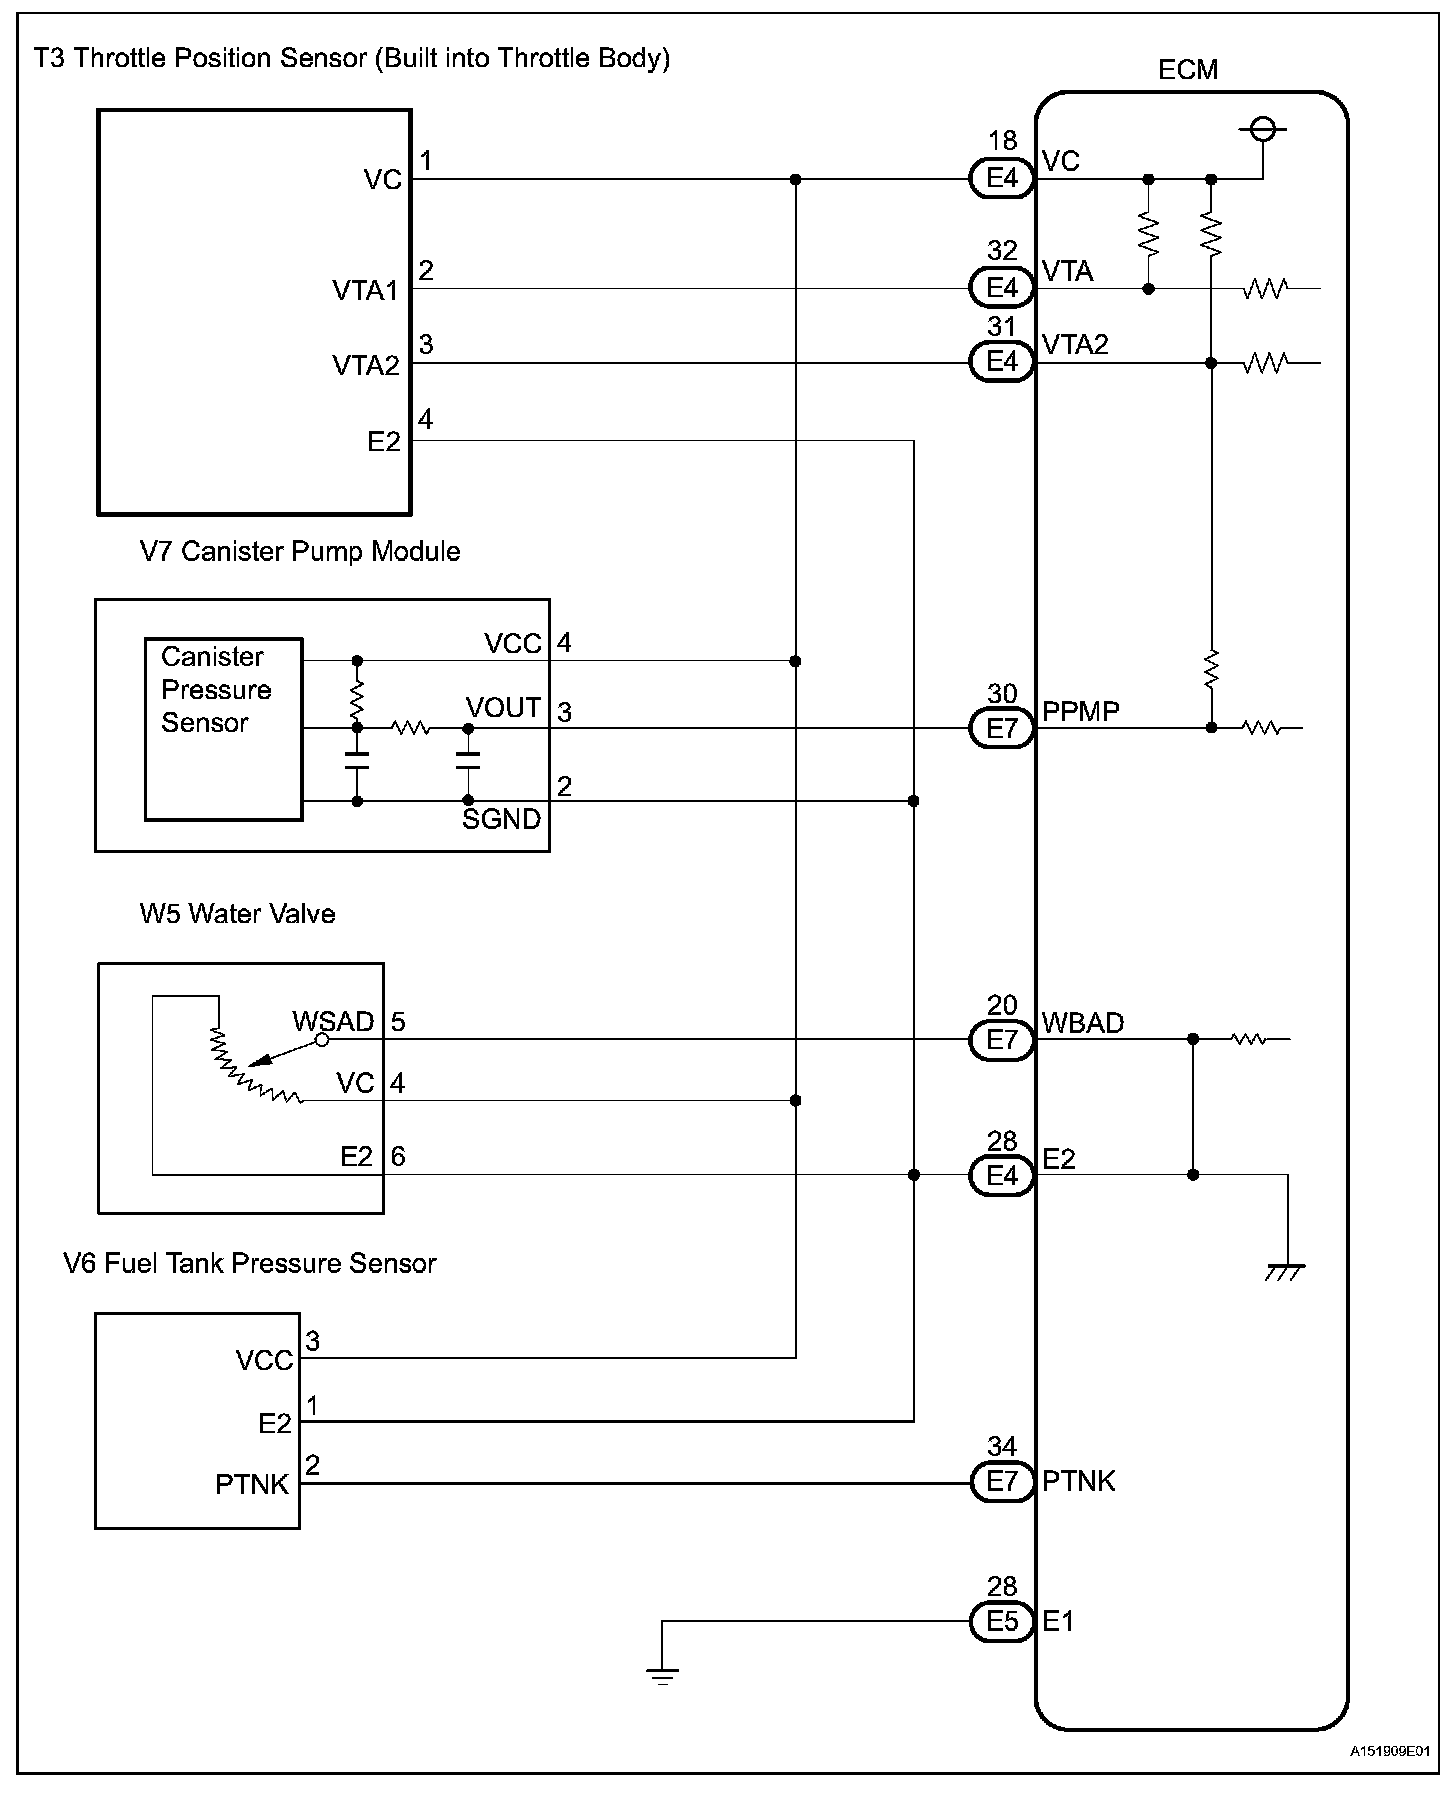 T3 Throttle Position Sensor (Built into Throttle Body)
ECM
VC
1
18
E4
VC
VTA1
2
32
E4
VTA
VTA2
3
31
E4
VTA2
E2
4
V7 Canister Pump Module
Canister
Pressure
Sensor
VCC
4
VOUT
3
30
E7
PPMP
2
SGND
W5 Water Valve
WSAD
5
20
E7
WBAD
VC
4
E2
6
28
E4
E2
V6 Fuel Tank Pressure Sensor
VCC
3
E2
1
PTNK
2
34
E7
PTNK
28
E5
E1
A151909E01